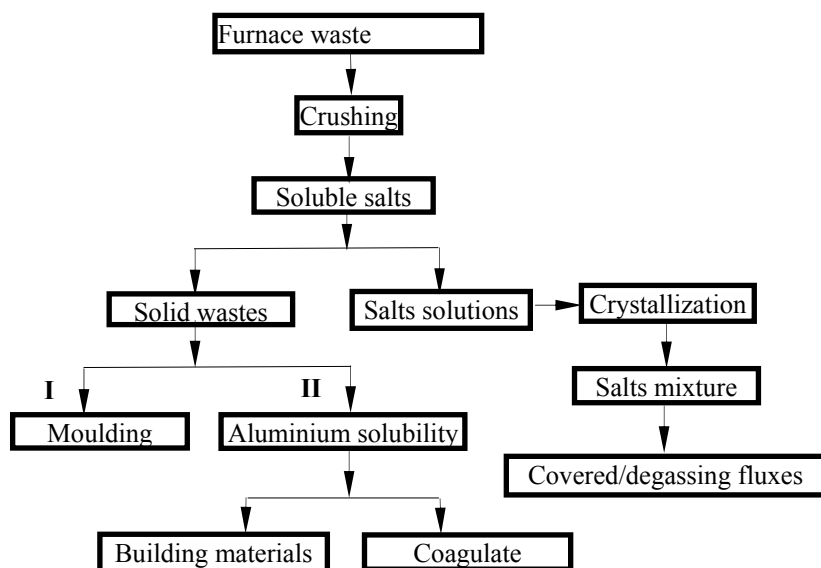 Furnace waste
Crushing
Soluble salts
Solid wastes
Salts solutions
Crystallization
I
II
Salts mixture
Moulding
Aluminium solubility
Covered/degassing fluxes
Building materials
Coagulate